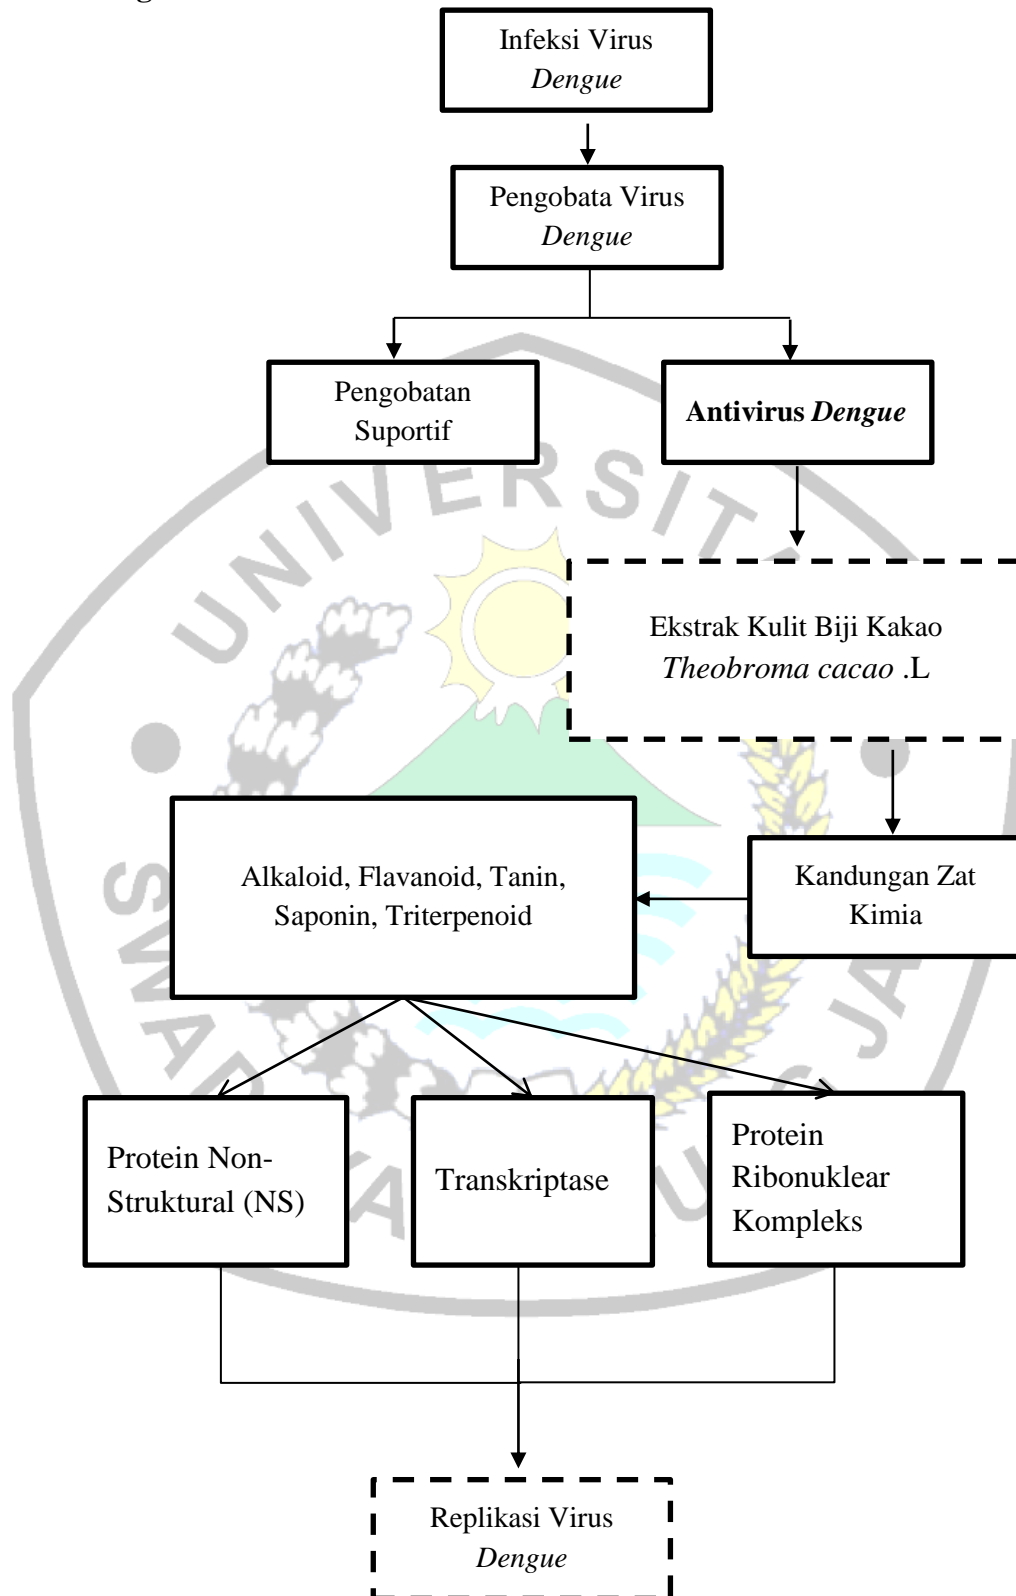 Infeksi Virus
Dengue
Pengobata Virus
Dengue
Pengobatan
Suportif
Antivirus Dengue
UNIVERSITA
Ekstrak Kulit Biji Kakao
Theobroma cacao .L
Alkaloid, Flavanoid, Tanin,
Saponin, Triterpenoid
Kandungan Zat
Kimia
Protein Non-
Struktural (NS)
Transkriptase
Protein
Ribonuklear
Kompleks
Replikasi Virus
Dengue